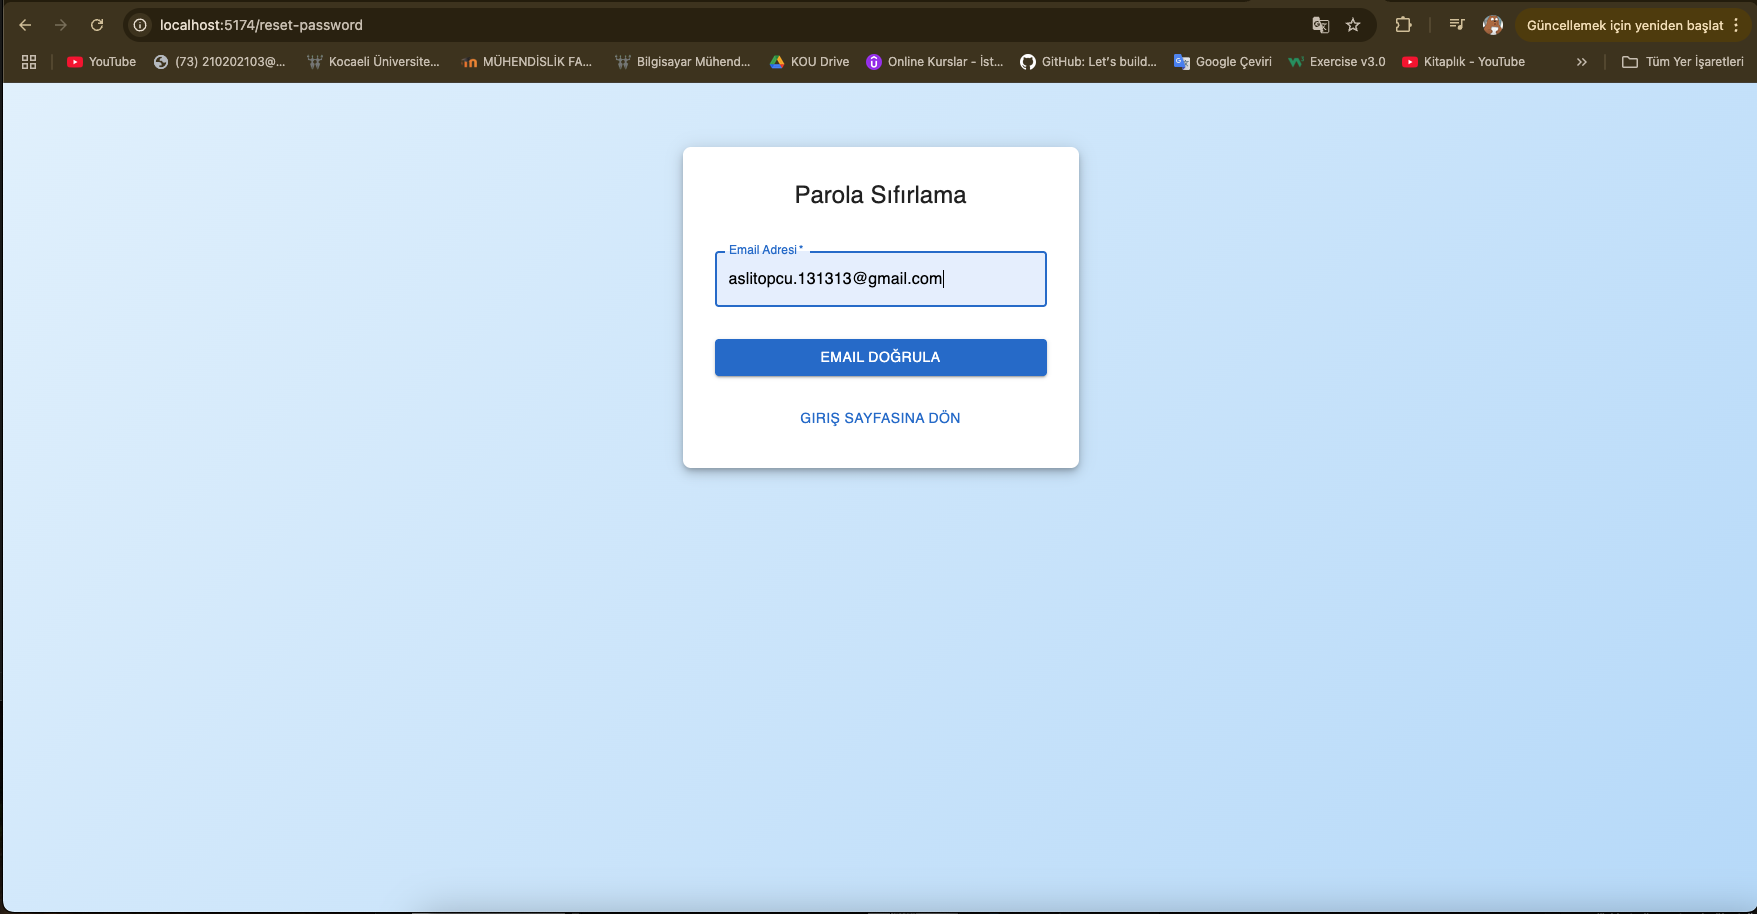 localhost:5174/reset-password
Güncellemek için yeniden başlat
YouTube (73) 210202103@... Kocaeli Üniversite... MÜHENDİSLİK FA... Bilgisayar Mühend... KOU Drive Online Kurslar - İst... GitHub: Let's build... Google Çeviri Exercise v3.0 Kitaplık - YouTube » Tüm Yer İşaretleri
Parola Sıfırlama
Email Adresi *
aslitopcu.131313@gmail.com
EMAIL DOĞRULA
GIRIŞ SAYFASINA DÖN